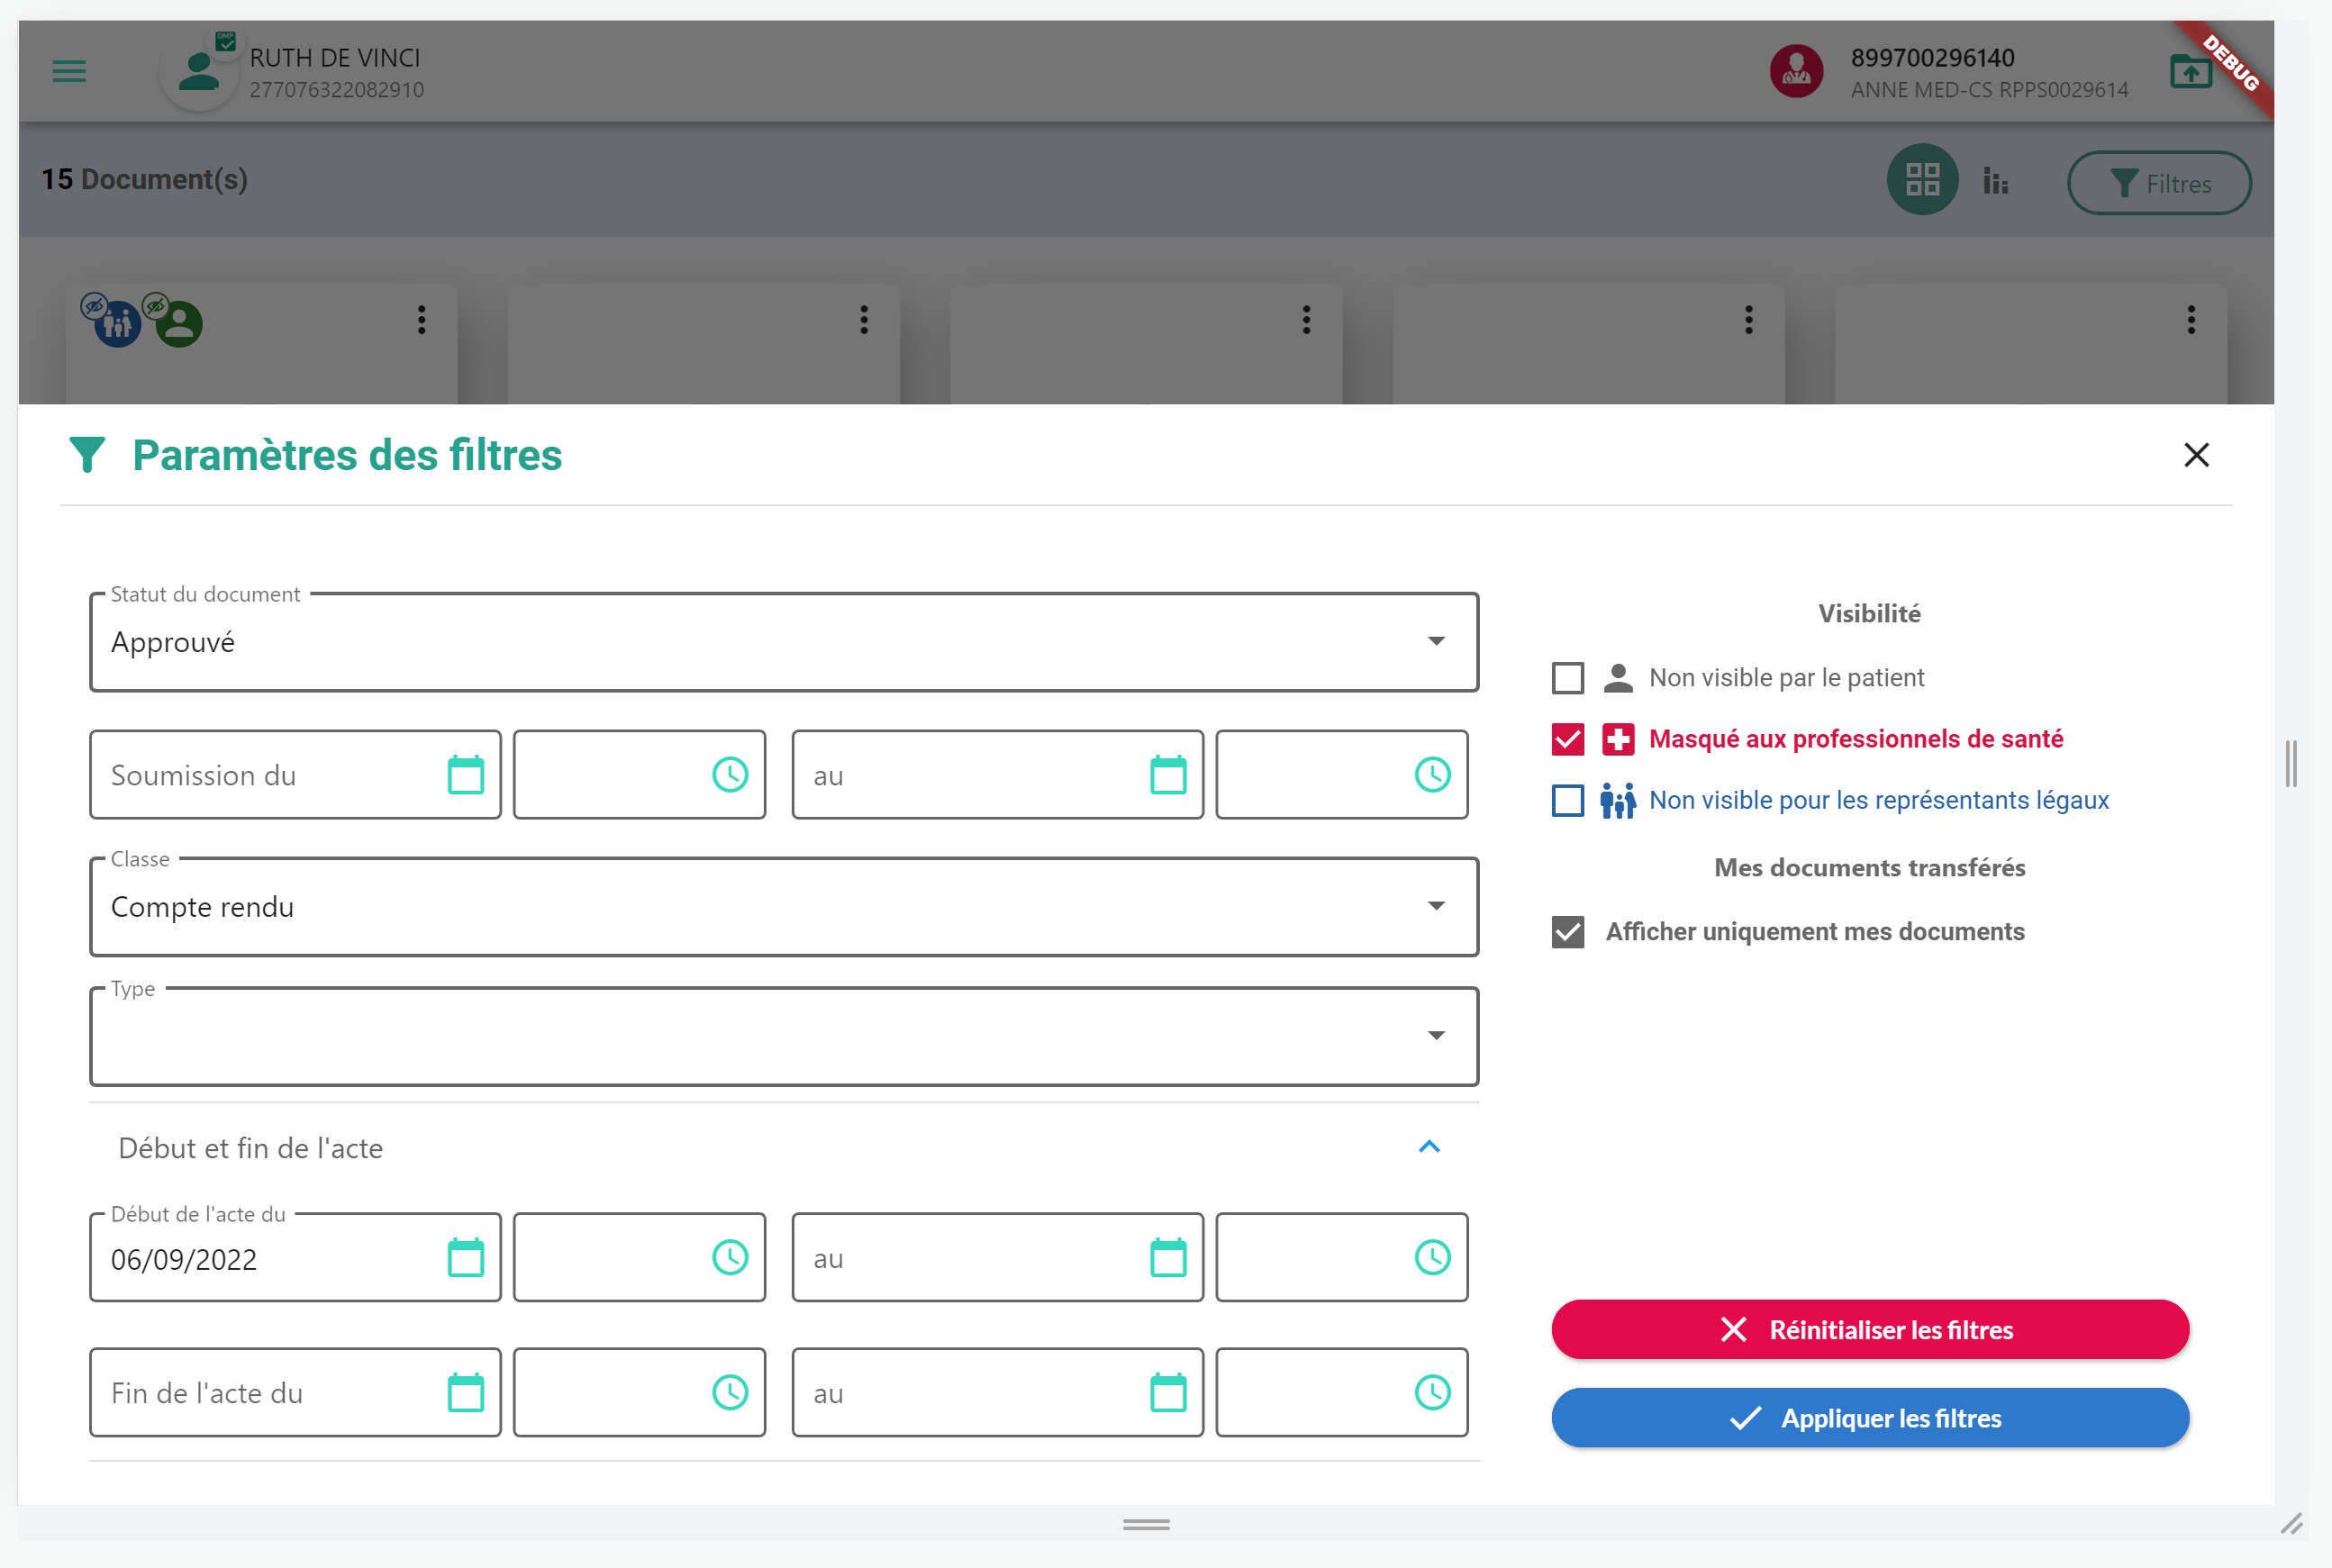 DMP
RUTH DE VINCI
277076322082910
899700296140
ANNE MED-CS RPPS0029614
DEBUG
15 Document(s)
Filtres
Paramètres des filtres
Statut du document
Approuvé
Soumission du
au
Classe
Compte rendu
Type
Début et fin de l'acte
Début de l'acte du
06/09/2022
au
Fin de l'acte du
au
Visibilité
Non visible par le patient
Masqué aux professionnels de santé
Non visible pour les représentants légaux
Mes documents transférés
Afficher uniquement mes documents
Réinitialiser les filtres
Appliquer les filtres